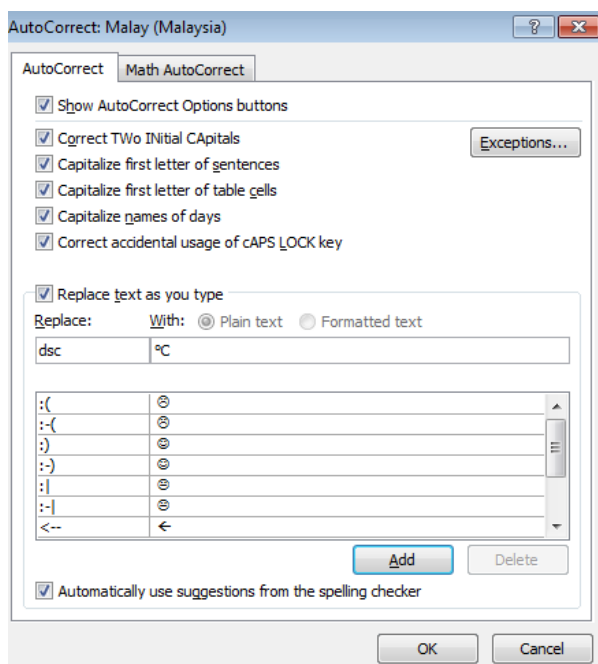 AutoCorrect: Malay (Malaysia)
AutoCorrect Math AutoCorrect
Show AutoCorrect Options buttons
Correct TWo INitial CApitals Exceptions...
Capitalize first letter of sentences
Capitalize first letter of table cells
Capitalize names of days
Correct accidental usage of cAPS LOCK key
Replace text as you type
Replace: With: Plain text Formatted text
dsc ºC
:( ☹
:-( ☹
:) ☺
:-) ☺
:| 😐
:-| 😐
<-- ←
Add Delete
Automatically use suggestions from the spelling checker
OK Cancel